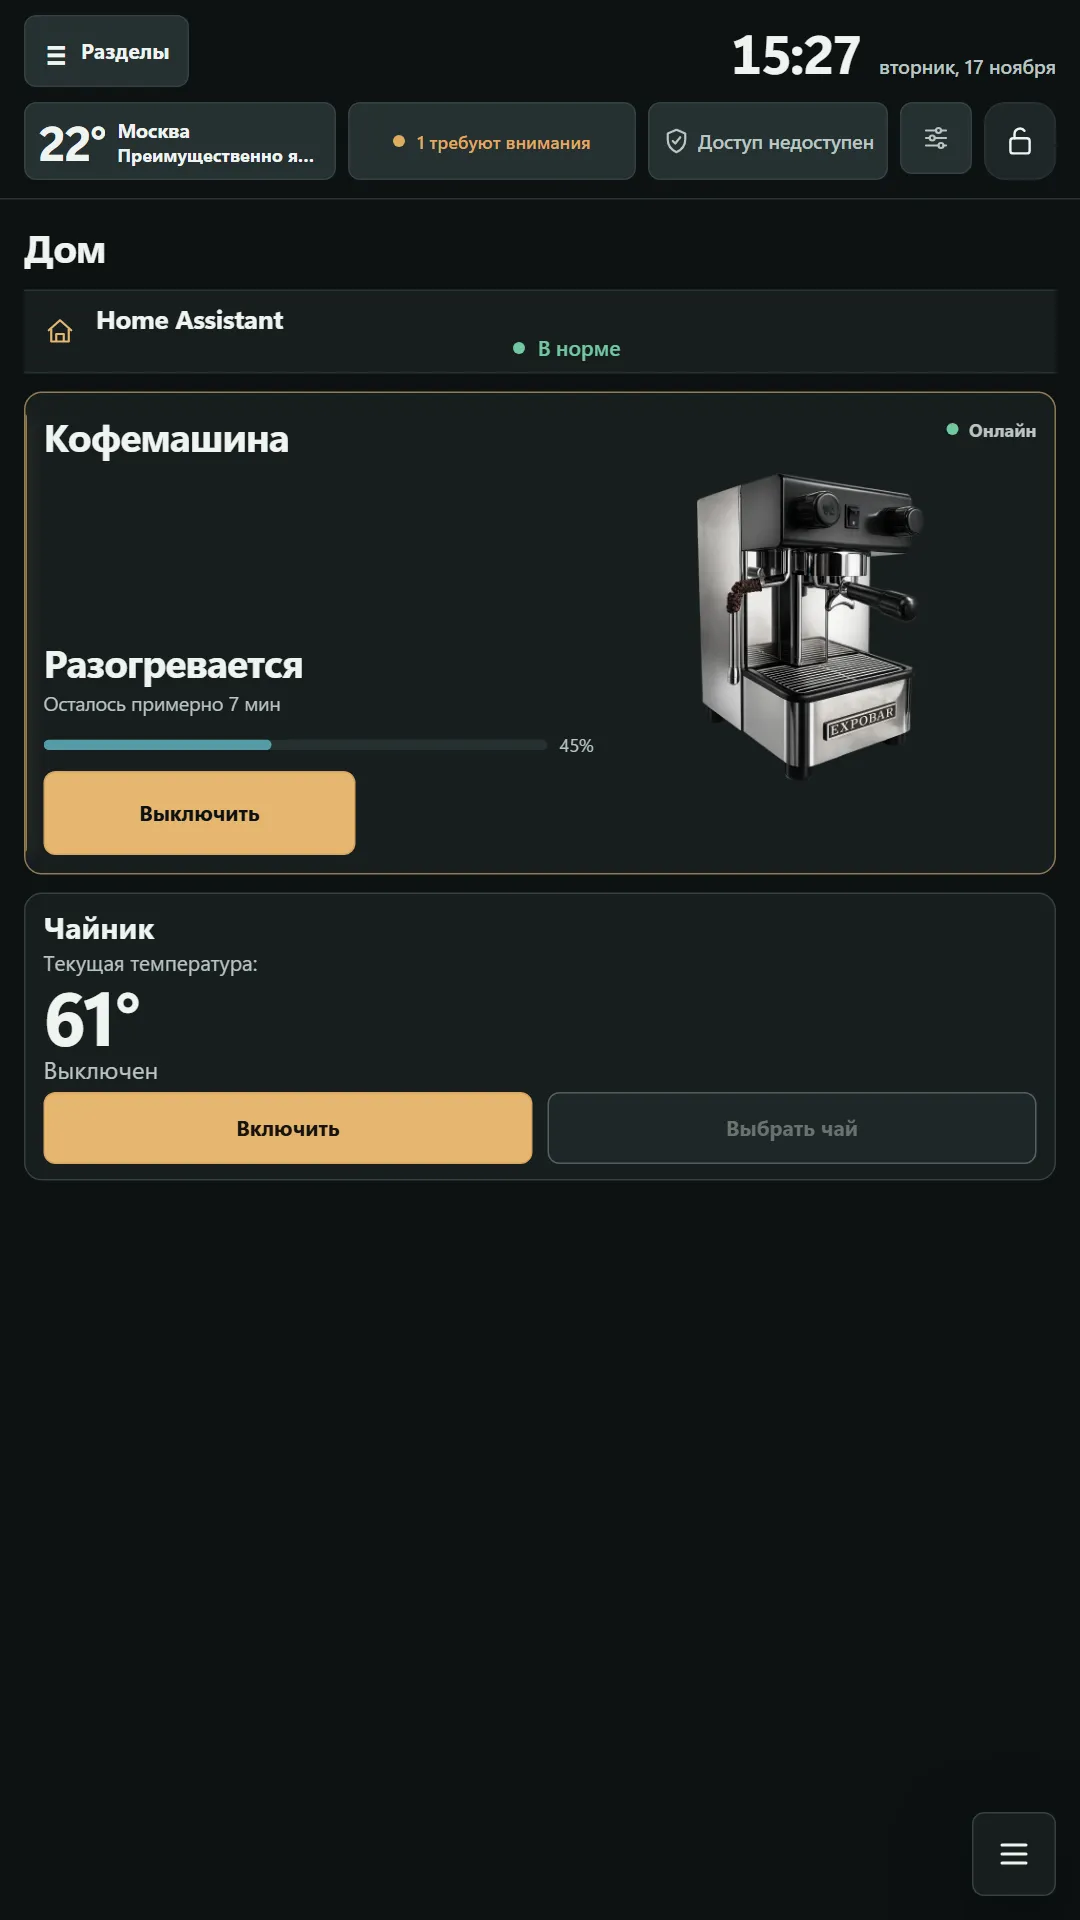 Разделы
15:27 вторник, 17 ноября
22° Москва
Преимущественно я...
1 требуют внимания
Доступ недоступен
Дом
Home Assistant
В норме
Кофемашина
Онлайн
EXPOBAR
Разогревается
Осталось примерно 7 мин
45%
Выключить
Чайник
Текущая температура:
61°
Выключен
Включить
Выбрать чай